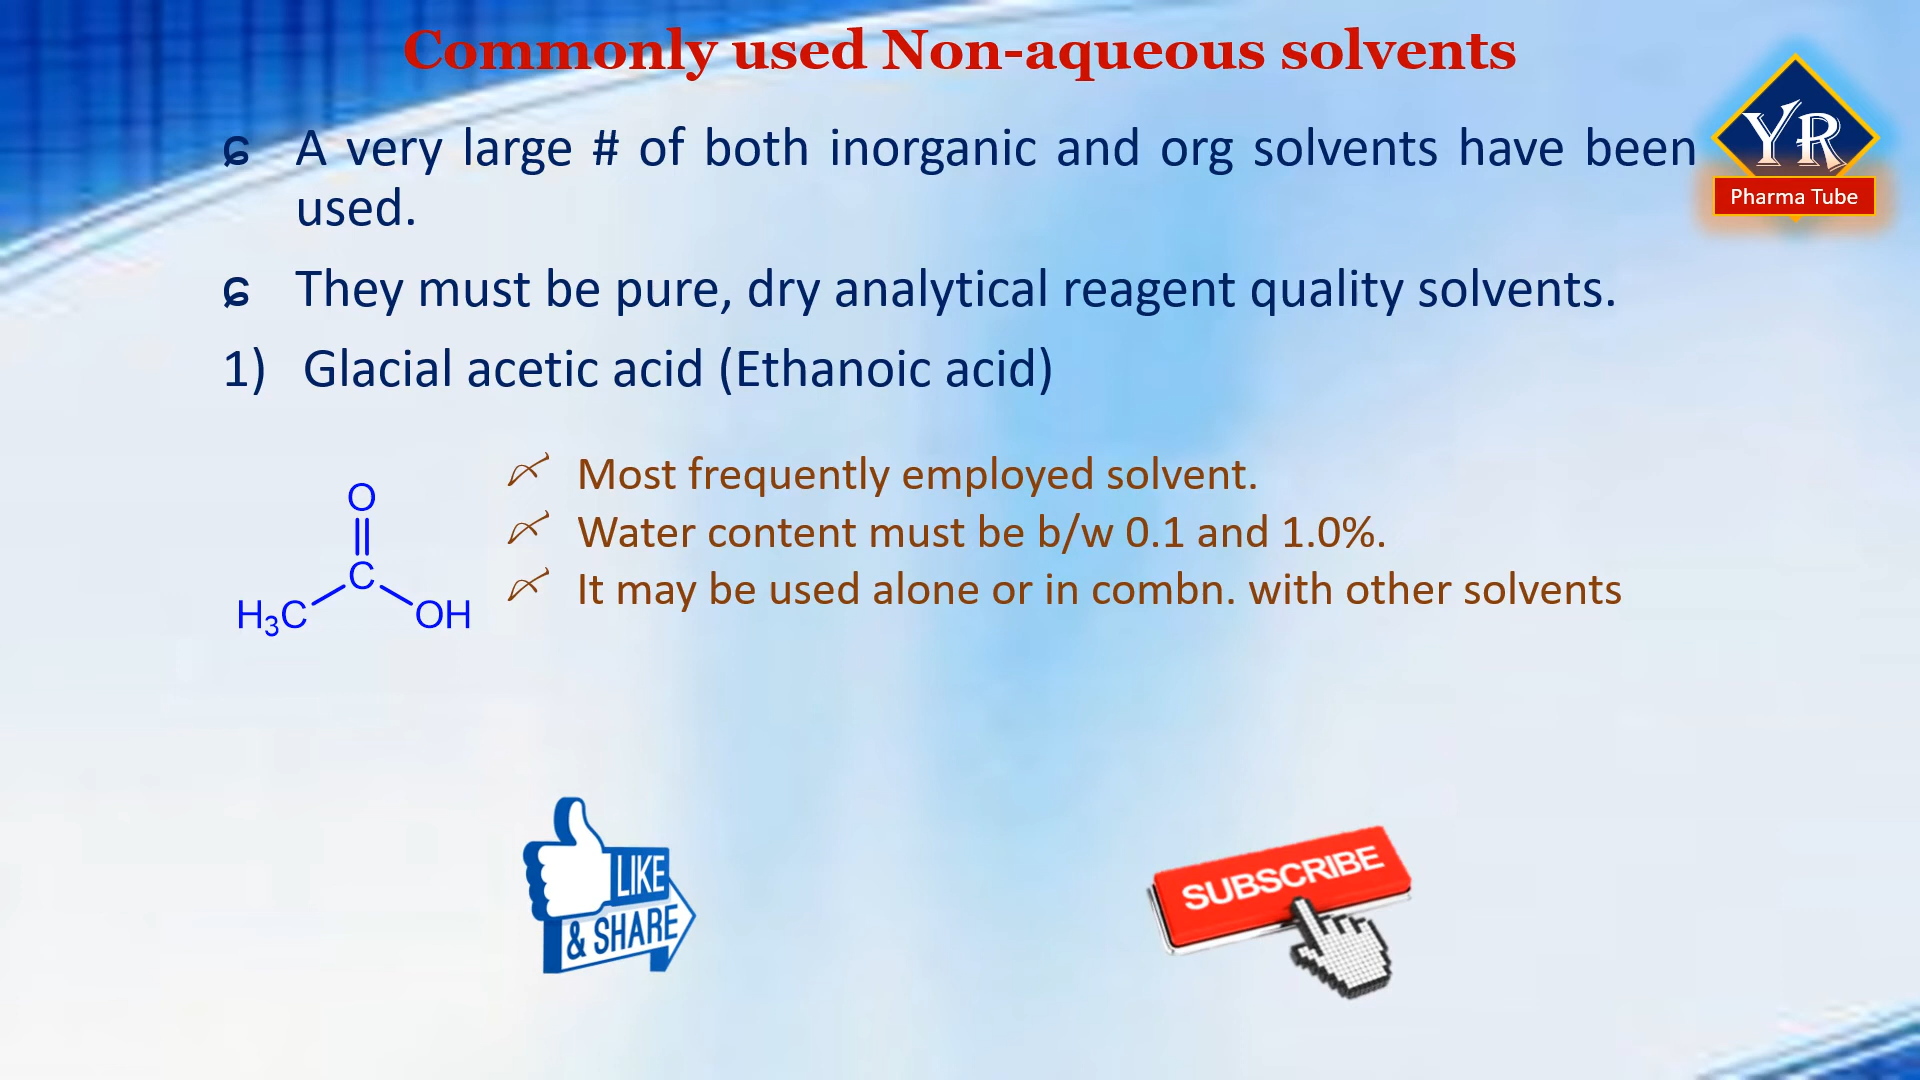 Commonly used Non-aqueous solvents
YR
Pharma Tube
A very large # of both inorganic and org solvents have been
used.
They must be pure, dry analytical reagent quality solvents.
1) Glacial acetic acid (Ethanoic acid)
Most frequently employed solvent.
Water content must be b/w 0.1 and 1.0%.
It may be used alone or in combn. with other solvents
O
C
H₃C
OH
LIKE
& SHARE
SUBSCRIBE